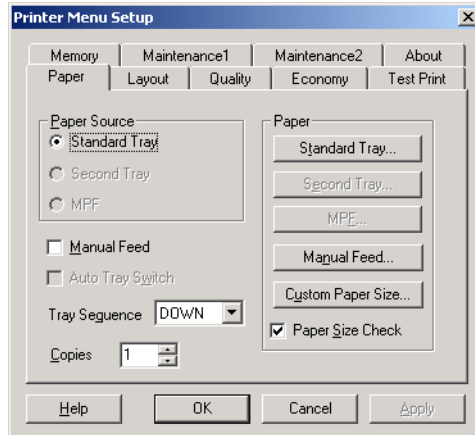 Printer Menu Setup
Memory Maintenance1 Maintenance2 About
Paper Layout Quality Economy Test Print
Paper Source
Standard Tray
Second Tray
MPF
Manual Feed
Auto Tray Switch
Tray Sequence DOWN
Copies 1
Paper
Standard Tray...
Second Tray...
MPF...
Manual Feed...
Custom Paper Size...
Paper Size Check
Help OK Cancel Apply